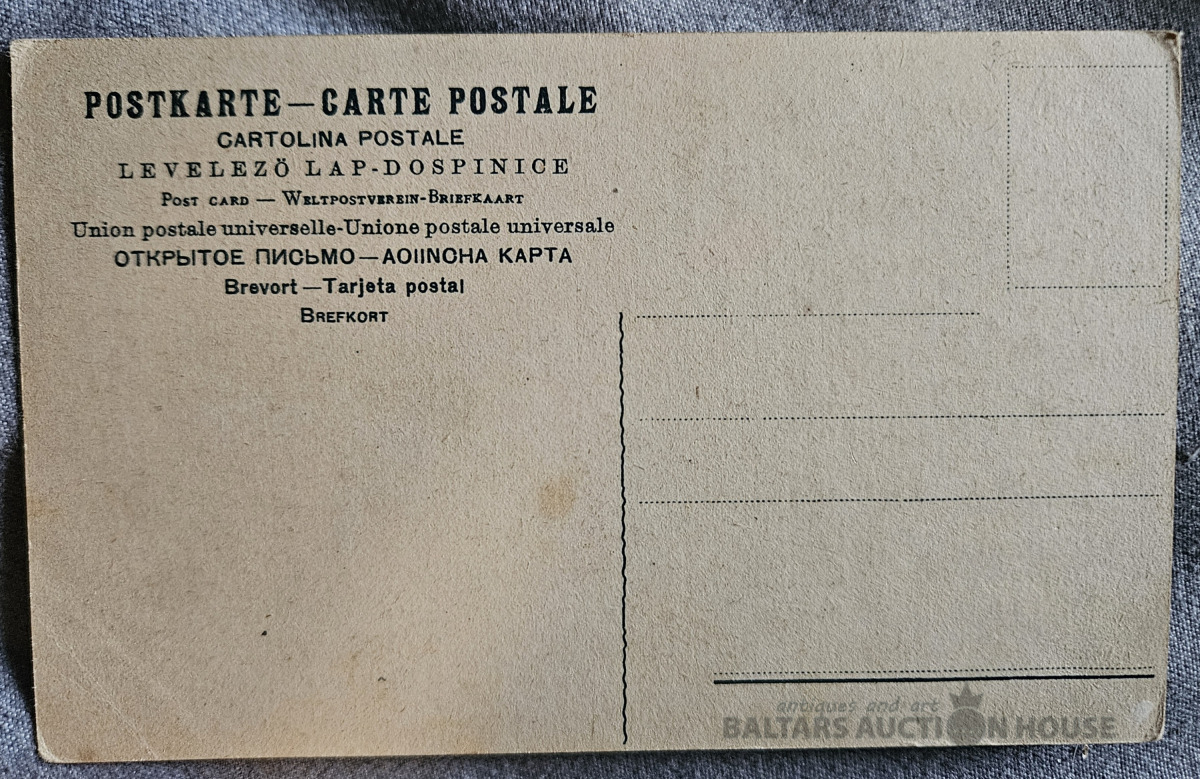 POSTKARTE—CARTE POSTALE
CARTOLINA POSTALE
LEVELEZÖ LAP-DOSPINICE
POST CARD — WELTPOSTVEREIN-BRIEFKAART
Union postale universelle-Unione postale universale
ОТКРЫТОЕ ПИСЬМО—AOIINCHA КАРТА
Brevort—Tarjeta postal
BREFKORT
antiques and art
BALTARS AUCTION HOUSE